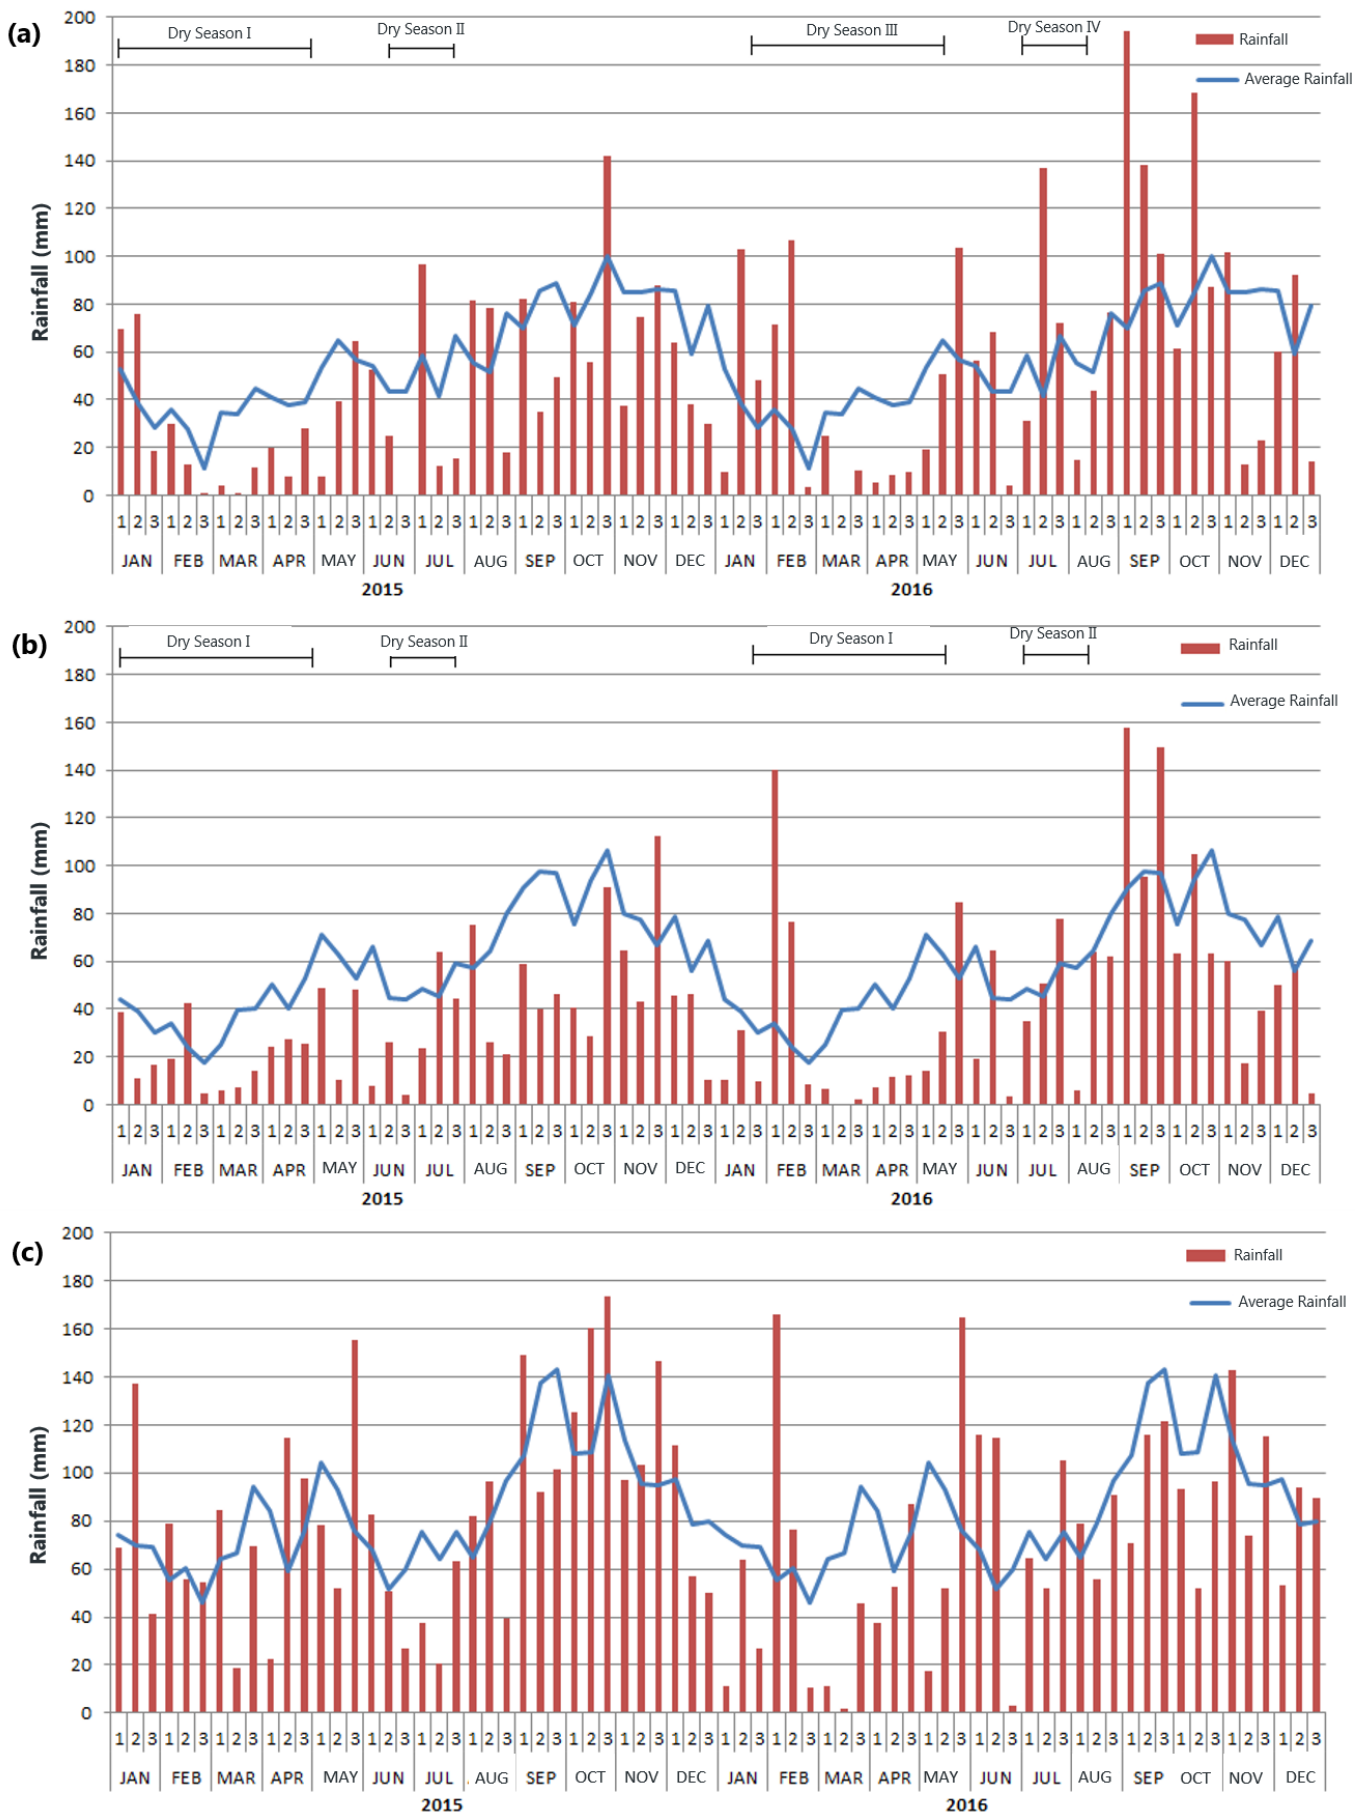 (a)
200
Dry Season I
Dry Season II
Dry Season III
Dry Season IV
Rainfall
Average Rainfall
180
160
140
120
100
80
60
40
20
0
Rainfall (mm)
1 2 3 1 2 3 1 2 3 1 2 3 1 2 3 1 2 3 1 2 3 1 2 3 1 2 3 1 2 3 1 2 3 1 2 3 1 2 3 1 2 3 1 2 3 1 2 3 1 2 3 1 2 3 1 2 3 1 2 3 1 2 3 1 2 3 1 2 3 1 2 3
JAN FEB MAR APR MAY JUN JUL AUG SEP OCT NOV DEC JAN FEB MAR APR MAY JUN JUL AUG SEP OCT NOV DEC
2015 2016
(b)
200
Dry Season I
Dry Season II
Dry Season I
Dry Season II
Rainfall
Average Rainfall
180
160
140
120
100
80
60
40
20
0
Rainfall (mm)
1 2 3 1 2 3 1 2 3 1 2 3 1 2 3 1 2 3 1 2 3 1 2 3 1 2 3 1 2 3 1 2 3 1 2 3 1 2 3 1 2 3 1 2 3 1 2 3 1 2 3 1 2 3 1 2 3 1 2 3 1 2 3 1 2 3 1 2 3 1 2 3
JAN FEB MAR APR MAY JUN JUL AUG SEP OCT NOV DEC JAN FEB MAR APR MAY JUN JUL AUG SEP OCT NOV DEC
2015 2016
(c)
200
Rainfall
Average Rainfall
180
160
140
120
100
80
60
40
20
0
Rainfall (mm)
1 2 3 1 2 3 1 2 3 1 2 3 1 2 3 1 2 3 1 2 3 1 2 3 1 2 3 1 2 3 1 2 3 1 2 3 1 2 3 1 2 3 1 2 3 1 2 3 1 2 3 1 2 3 1 2 3 1 2 3 1 2 3 1 2 3 1 2 3 1 2 3
JAN FEB MAR APR MAY JUN JUL AUG SEP OCT NOV DEC JAN FEB MAR APR MAY JUN JUL AUG SEP OCT NOV DEC
2015 2016